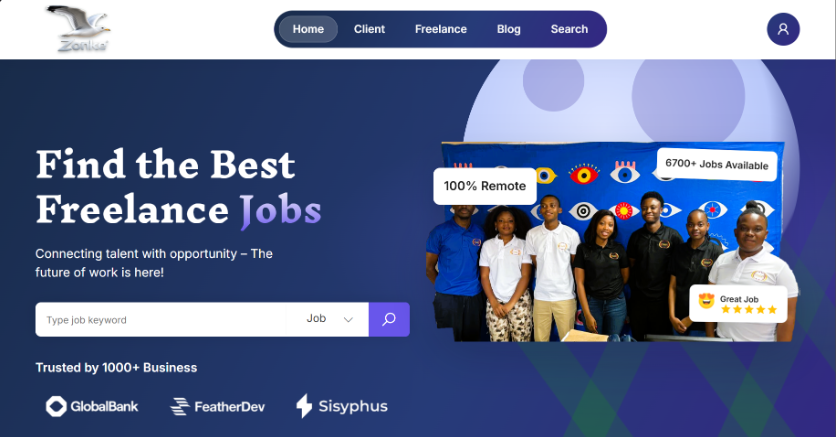 Zonlea
Home
Client
Freelance
Blog
Search
Find the Best
Freelance Jobs
Connecting talent with opportunity – The
future of work is here!
Type job keyword
Job
Trusted by 1000+ Business
GlobalBank
FeatherDev
Sisyphus
100% Remote
6700+ Jobs Available
Great Job